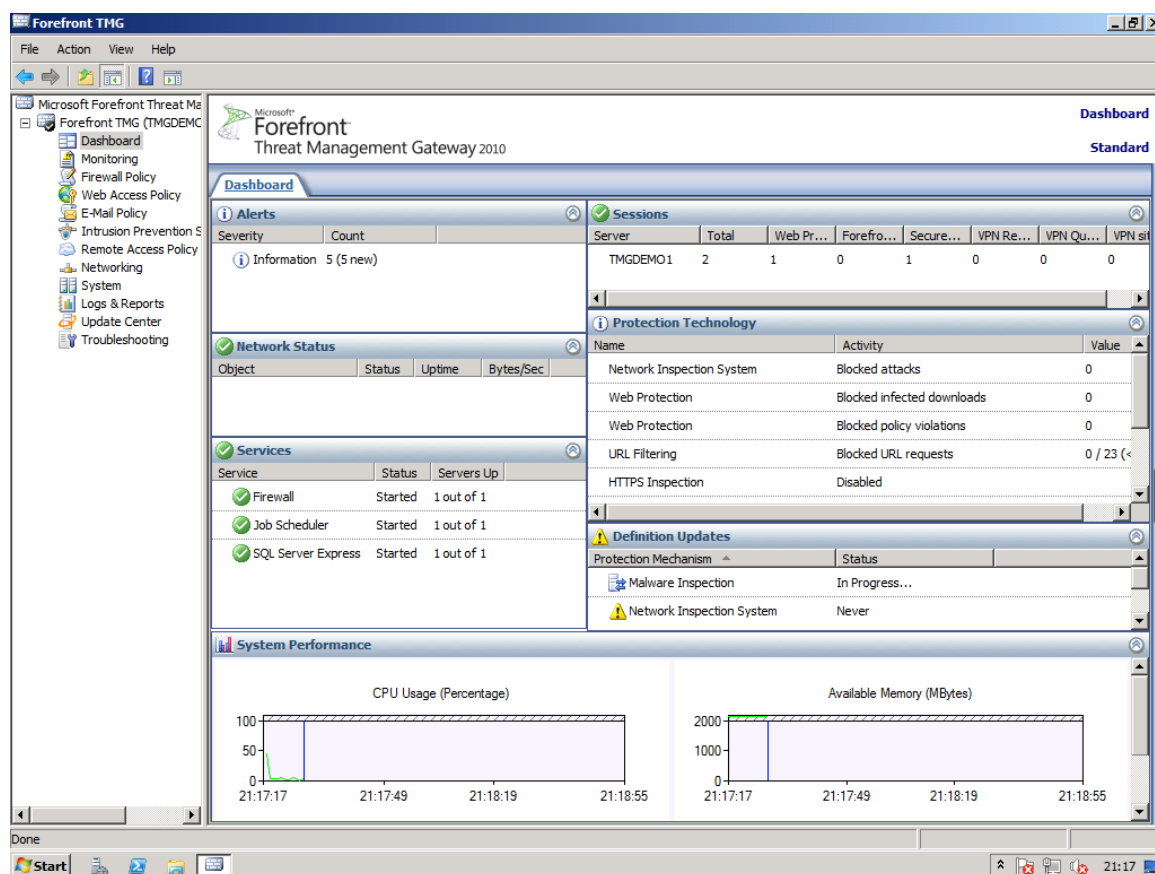 Forefront TMG
File Action View Help
Microsoft Forefront Threat Ma
Forefront TMG (TMGDEMO
Dashboard
Monitoring
Firewall Policy
Web Access Policy
E-Mail Policy
Intrusion Prevention S
Remote Access Policy
Networking
System
Logs & Reports
Update Center
Troubleshooting
Microsoft
Forefront
Threat Management Gateway 2010
Dashboard
Standard
Dashboard
Alerts
Severity Count
Information 5 (5 new)
Network Status
Object Status Uptime Bytes/Sec
Services
Service Status Servers Up
Firewall Started 1 out of 1
Job Scheduler Started 1 out of 1
SQL Server Express Started 1 out of 1
Sessions
Server Total Web Pr... Forefro... Secure... VPN Re... VPN Qu... VPN sit
TMGDEMO1 2 1 0 1 0 0 0
Protection Technology
Name Activity Value
Network Inspection System Blocked attacks 0
Web Protection Blocked infected downloads 0
Web Protection Blocked policy violations 0
URL Filtering Blocked URL requests 0 / 23 (<
HTTPS Inspection Disabled
Definition Updates
Protection Mechanism Status
Malware Inspection In Progress...
Network Inspection System Never
System Performance
CPU Usage (Percentage)
100
50
0
21:17:17 21:17:49 21:18:19 21:18:55
Available Memory (MBytes)
2000
1000
0
21:17:17 21:17:49 21:18:19 21:18:55
Done
Start 21:17